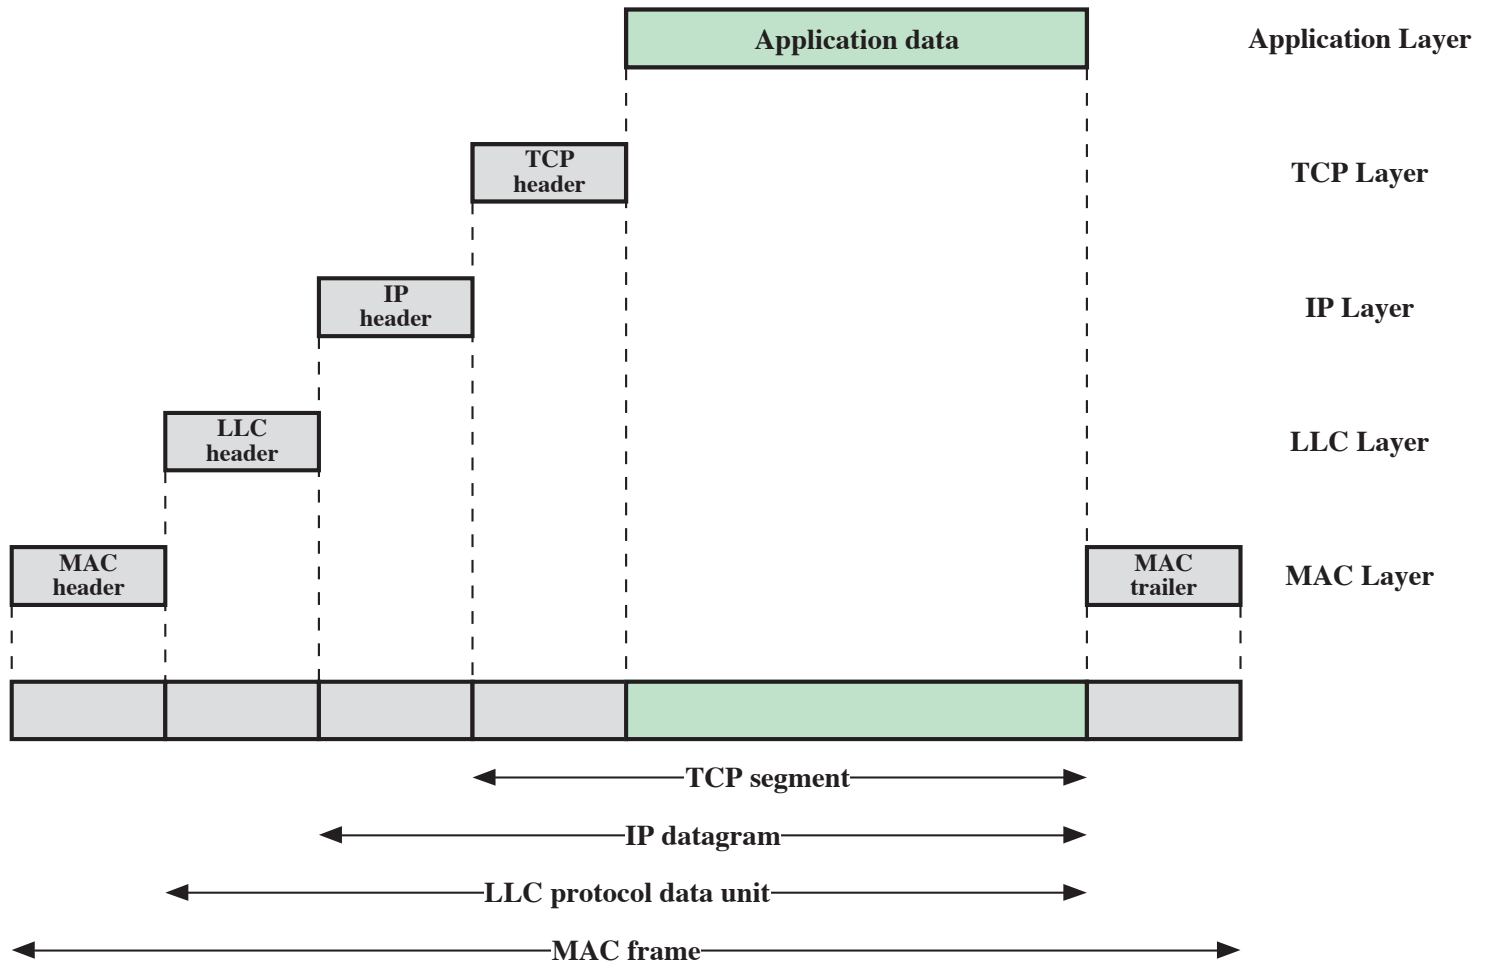 Application data
Application Layer
TCP
header
TCP Layer
IP
header
IP Layer
LLC
header
LLC Layer
MAC
header
MAC
trailer
MAC Layer
TCP segment
IP datagram
LLC protocol data unit
MAC frame